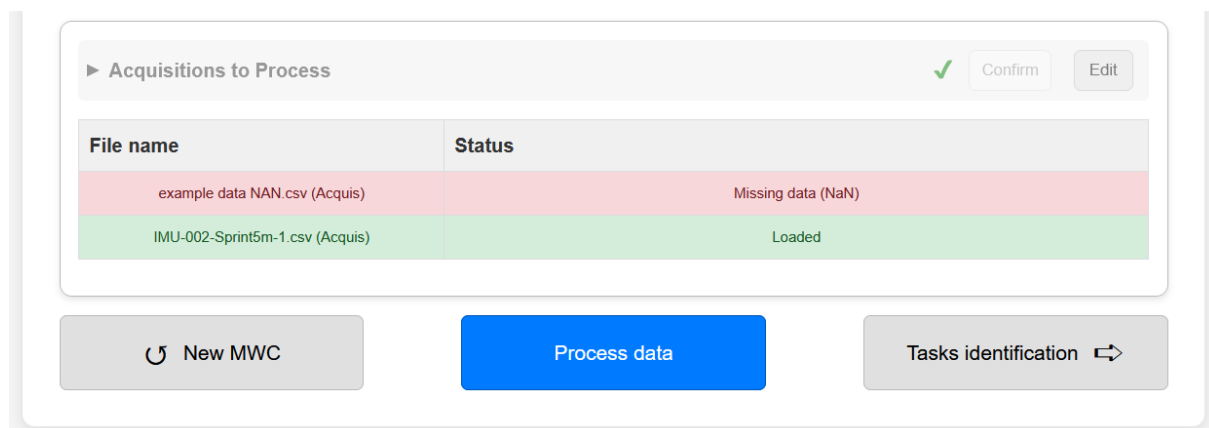 ► Acquisitions to Process ✓ Confirm Edit
File name Status
example data NAN.csv (Acquis) Missing data (NaN)
IMU-002-Sprint5m-1.csv (Acquis) Loaded
↺ New MWC Process data Tasks identification ➪